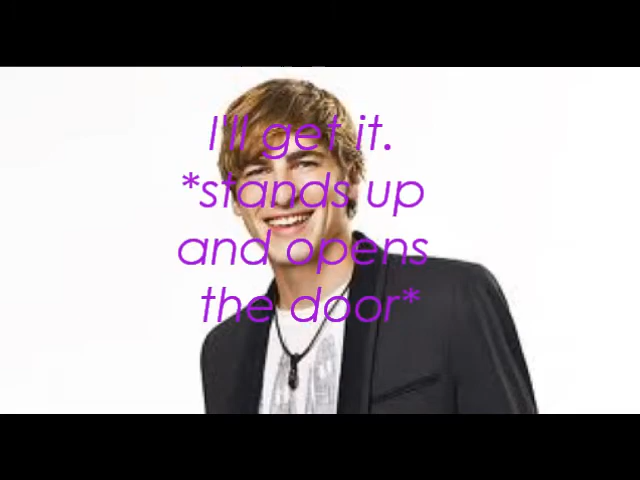 I'll get it.
*stands up
and opens
the door*